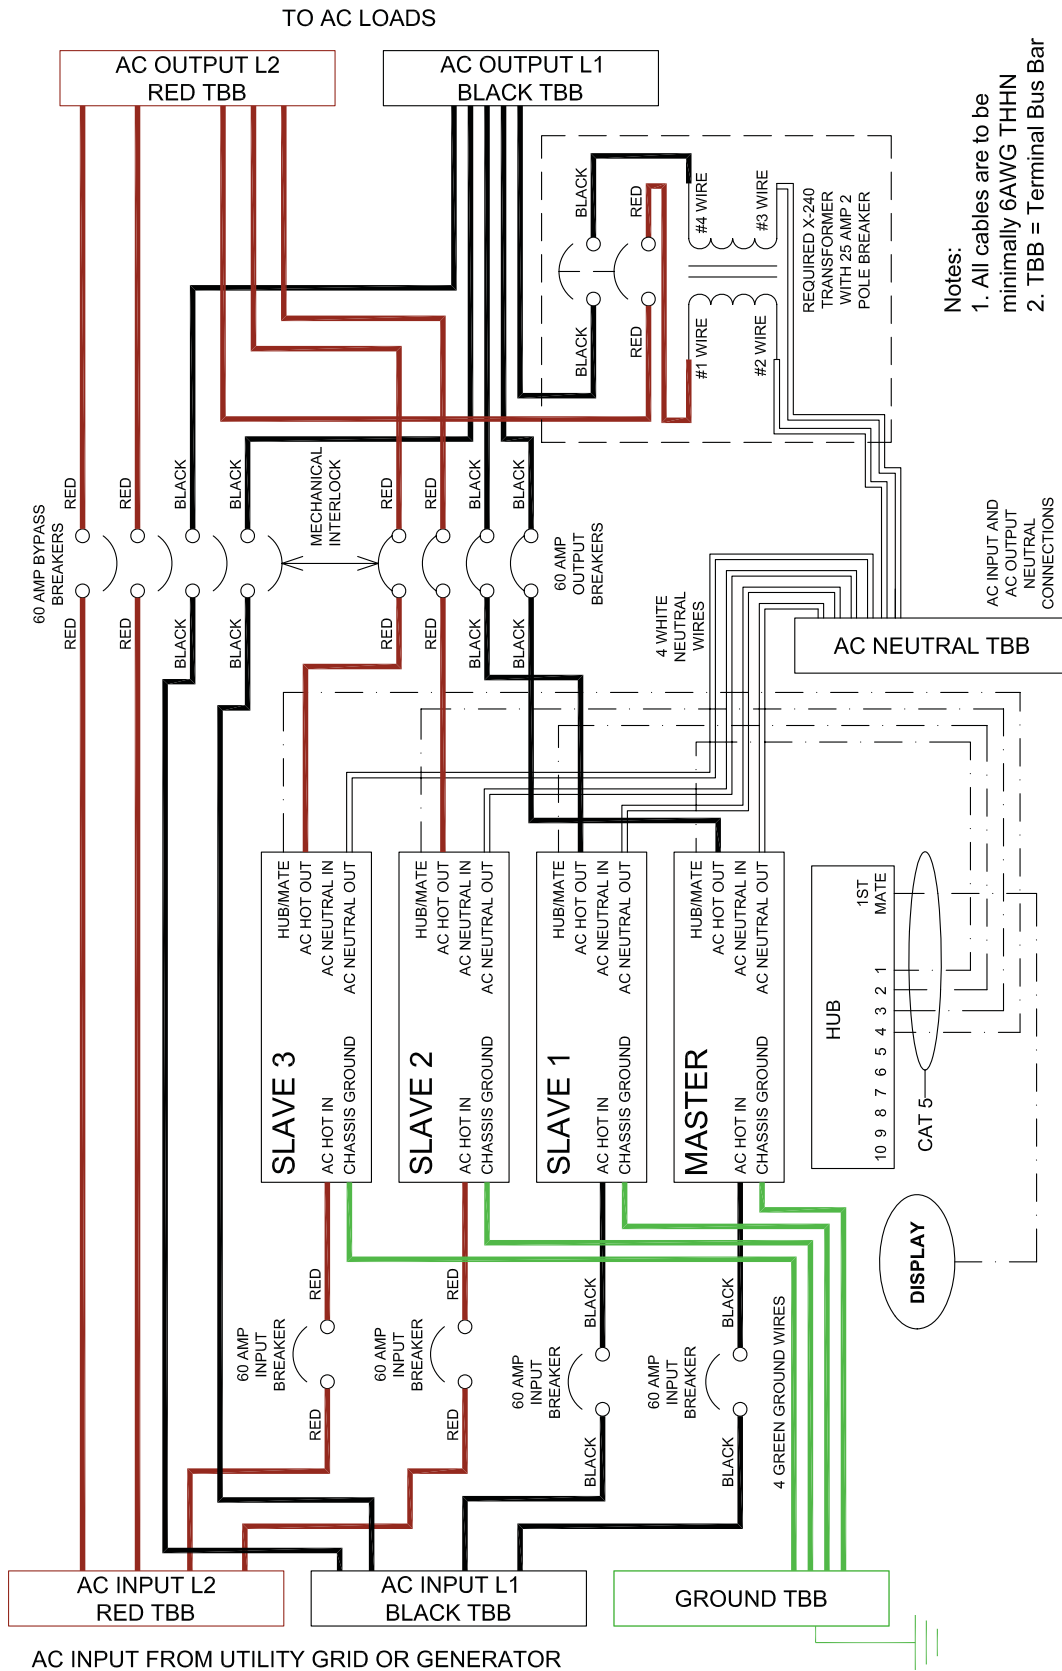 TO AC LOADS
AC OUTPUT L2
RED TBB
AC OUTPUT L1
BLACK TBB
Notes:
1. All cables are to be
minimally 6AWG THHN
2. TBB = Terminal Bus Bar
BLACK
RED
#4 WIRE
#3 WIRE
BLACK
RED
#1 WIRE
#2 WIRE
REQUIRED X-240
TRANSFORMER
WITH 25 AMP 2
POLE BREAKER
60 AMP BYPASS
BREAKERS
RED
RED
BLACK
BLACK
MECHANICAL
INTERLOCK
RED
RED
BLACK
BLACK
60 AMP
OUTPUT
BREAKERS
RED
RED
BLACK
BLACK
RED
RED
BLACK
BLACK
4 WHITE
NEUTRAL
WIRES
AC INPUT AND
AC OUTPUT
NEUTRAL
CONNECTIONS
AC NEUTRAL TBB
HUB/MATE
AC HOT OUT
AC NEUTRAL IN
AC NEUTRAL OUT
SLAVE 3
AC HOT IN
CHASSIS GROUND
HUB/MATE
AC HOT OUT
AC NEUTRAL IN
AC NEUTRAL OUT
SLAVE 2
AC HOT IN
CHASSIS GROUND
HUB/MATE
AC HOT OUT
AC NEUTRAL IN
AC NEUTRAL OUT
SLAVE 1
AC HOT IN
CHASSIS GROUND
HUB/MATE
AC HOT OUT
AC NEUTRAL IN
AC NEUTRAL OUT
MASTER
AC HOT IN
CHASSIS GROUND
HUB
1ST
MATE
10 9 8 7 6 5 4 3 2 1
CAT 5
DISPLAY
RED
60 AMP
INPUT
BREAKER
RED
RED
60 AMP
INPUT
BREAKER
RED
BLACK
60 AMP
INPUT
BREAKER
BLACK
BLACK
60 AMP
INPUT
BREAKER
BLACK
4 GREEN GROUND WIRES
AC INPUT L2
RED TBB
AC INPUT L1
BLACK TBB
GROUND TBB
AC INPUT FROM UTILITY GRID OR GENERATOR